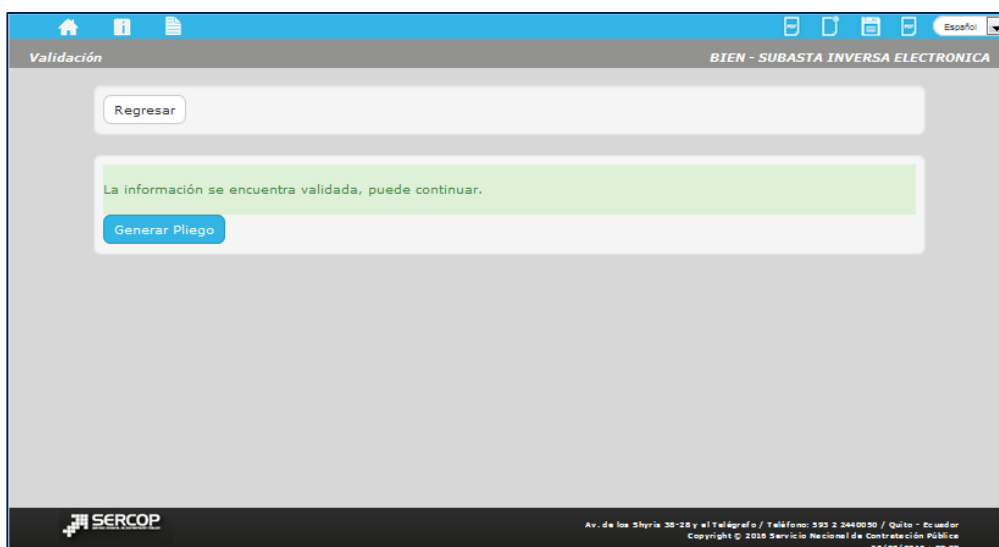 PDF
PDF
Español
Validación
BIEN - SUBASTA INVERSA ELECTRONICA
Regresar
La información se encuentra validada, puede continuar.
Generar Pliego
SERCOP
Av. de los Shyris 38-28 y el Telégrafo / Teléfono: 593 2 2440050 / Quito - Ecuador
Copyright © 2016 Servicio Nacional de Contratación Pública